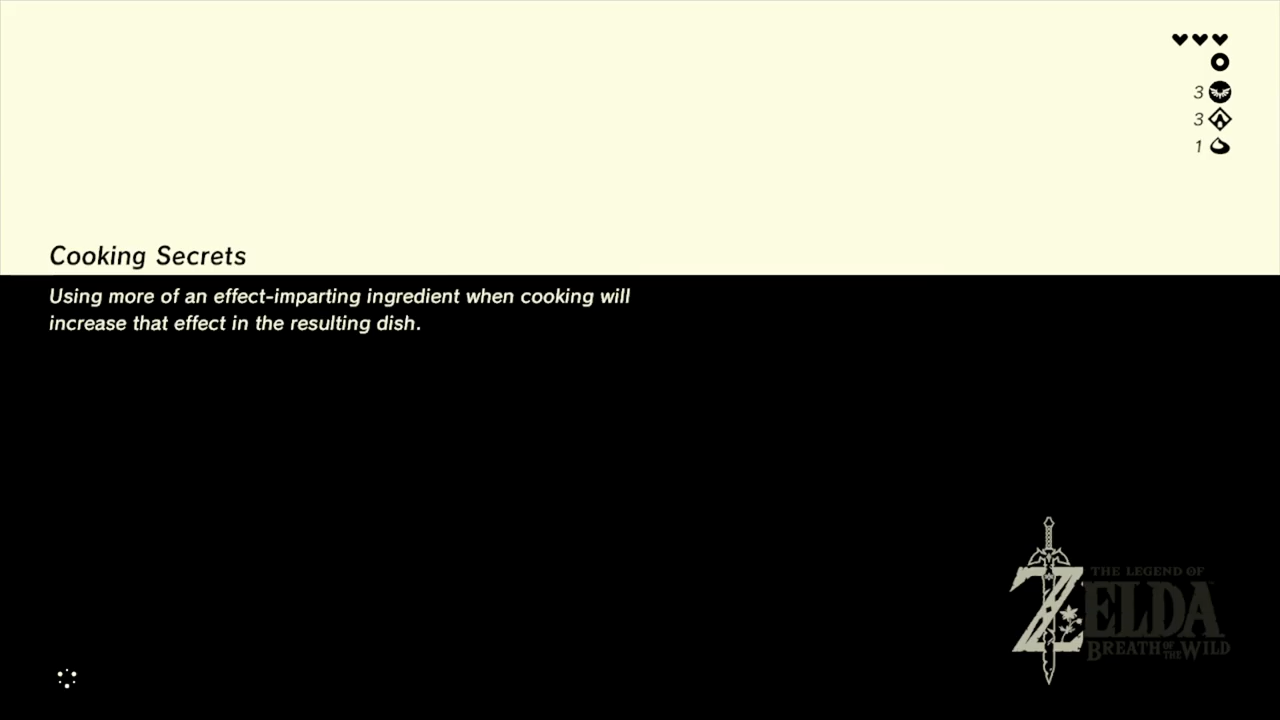 3
3
1
Cooking Secrets
Using more of an effect-imparting ingredient when cooking will
increase that effect in the resulting dish.
THE LEGEND OF
ZELDA
BREATH OF THE WILD